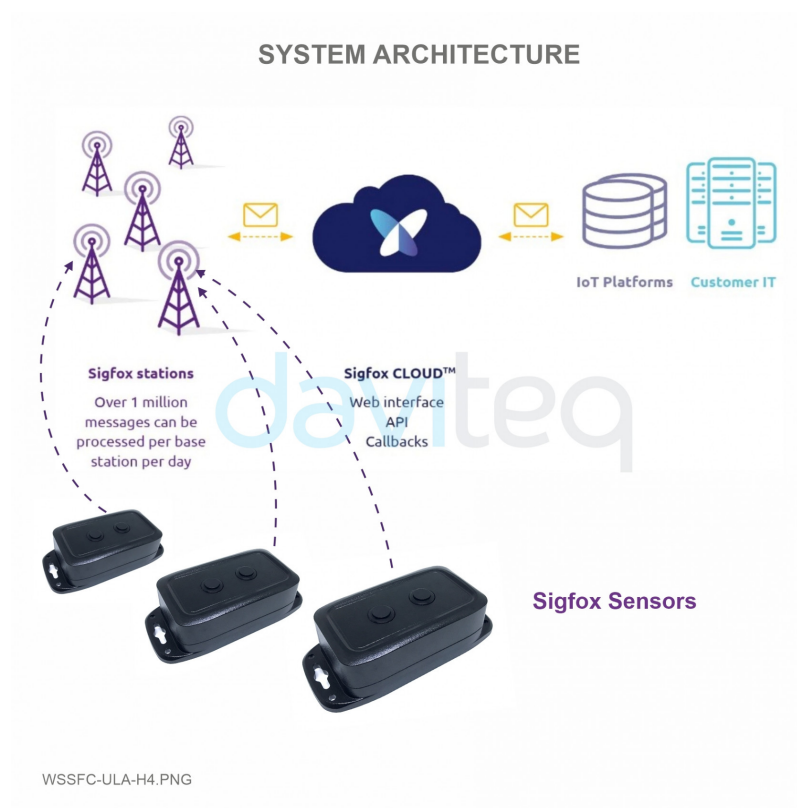 SYSTEM ARCHITECTURE
IoT Platforms
Customer IT
Sigfox stations
Over 1 million
messages can be
processed per base
station per day
Sigfox CLOUD™
Web interface
API
Callbacks
daviteq
Sigfox Sensors
WSSFC-ULA-H4.PNG